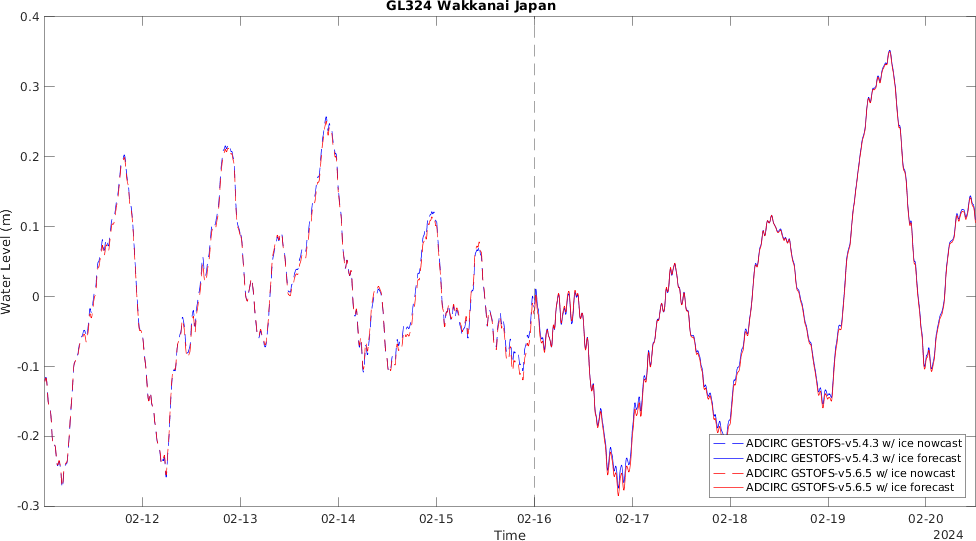 GL324 Wakkanai Japan
0.4
0.3
0.2
0.1
0
-0.1
-0.2
-0.3
Water Level (m)
ADCIRC GESTOFS-v5.4.3 w/ ice nowcast
ADCIRC GESTOFS-v5.4.3 w/ ice forecast
ADCIRC GSTOFS-v5.6.5 w/ ice nowcast
ADCIRC GSTOFS-v5.6.5 w/ ice forecast
02-12 02-13 02-14 02-15 02-16 02-17 02-18 02-19 02-20
Time
2024